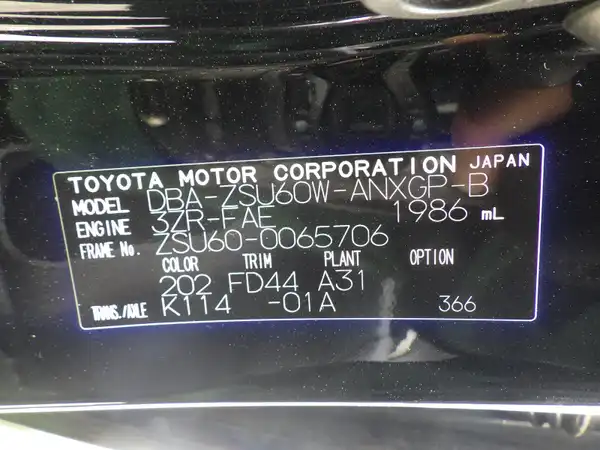 TOYOTA MOTOR CORPORATION JAPAN
MODEL DBA-ZSU60W-ANXGP-B
ENGINE 3ZR-FAE 1986 mL
FRAME No. ZSU60-0065706
COLOR TRIM PLANT OPTION
202 FD44 A31
TRANS./AXLE K114 -01A 366